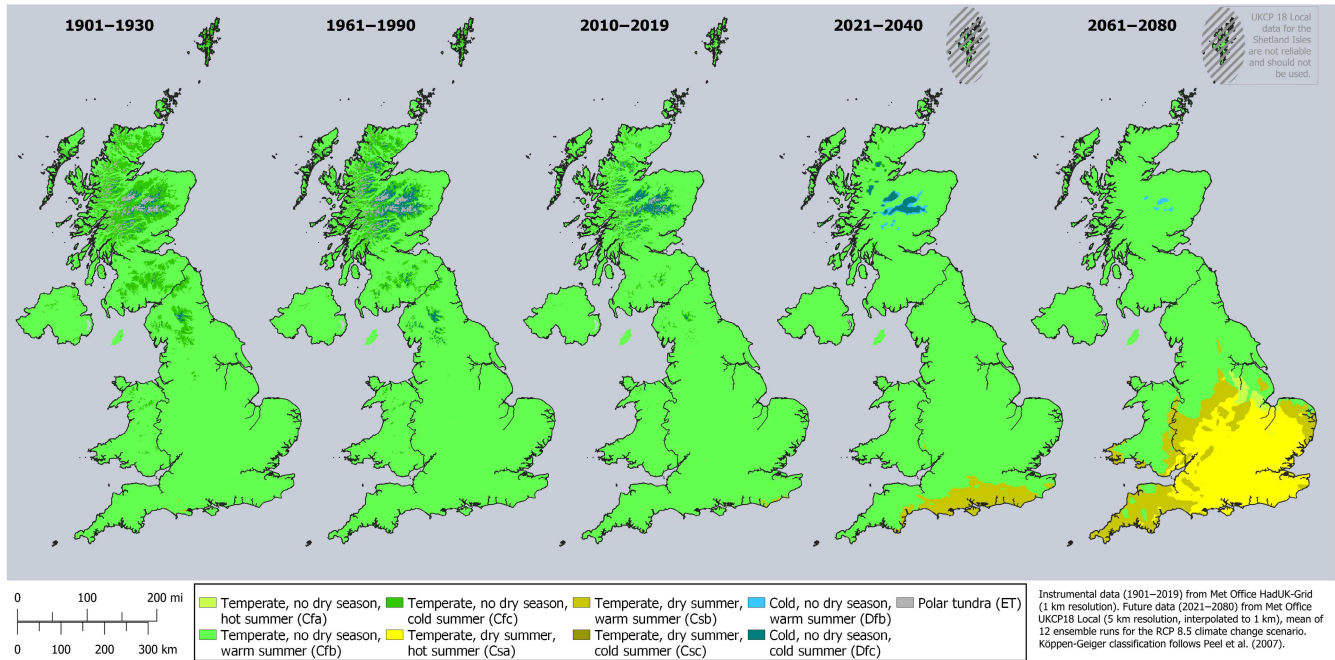 1901–1930
1961–1990
2010–2019
2021–2040
2061–2080
UKCP 18 Local
data for the
Shetland Isles
are not reliable
and should not
be used.
0 100 200 mi
0 100 200 300 km
Temperate, no dry season,
hot summer (Cfa)
Temperate, no dry season,
warm summer (Cfb)
Temperate, no dry season,
cold summer (Cfc)
Temperate, dry summer,
hot summer (Csa)
Temperate, dry summer,
warm summer (Csb)
Temperate, dry summer,
cold summer (Csc)
Cold, no dry season,
warm summer (Dfb)
Cold, no dry season,
cold summer (Dfc)
Polar tundra (ET)
Instrumental data (1901–2019) from Met Office HadUK-Grid
(1 km resolution). Future data (2021–2080) from Met Office
UKCP18 Local (5 km resolution, interpolated to 1 km), mean of
12 ensemble runs for the RCP 8.5 climate change scenario.
Köppen-Geiger classification follows Peel et al. (2007).